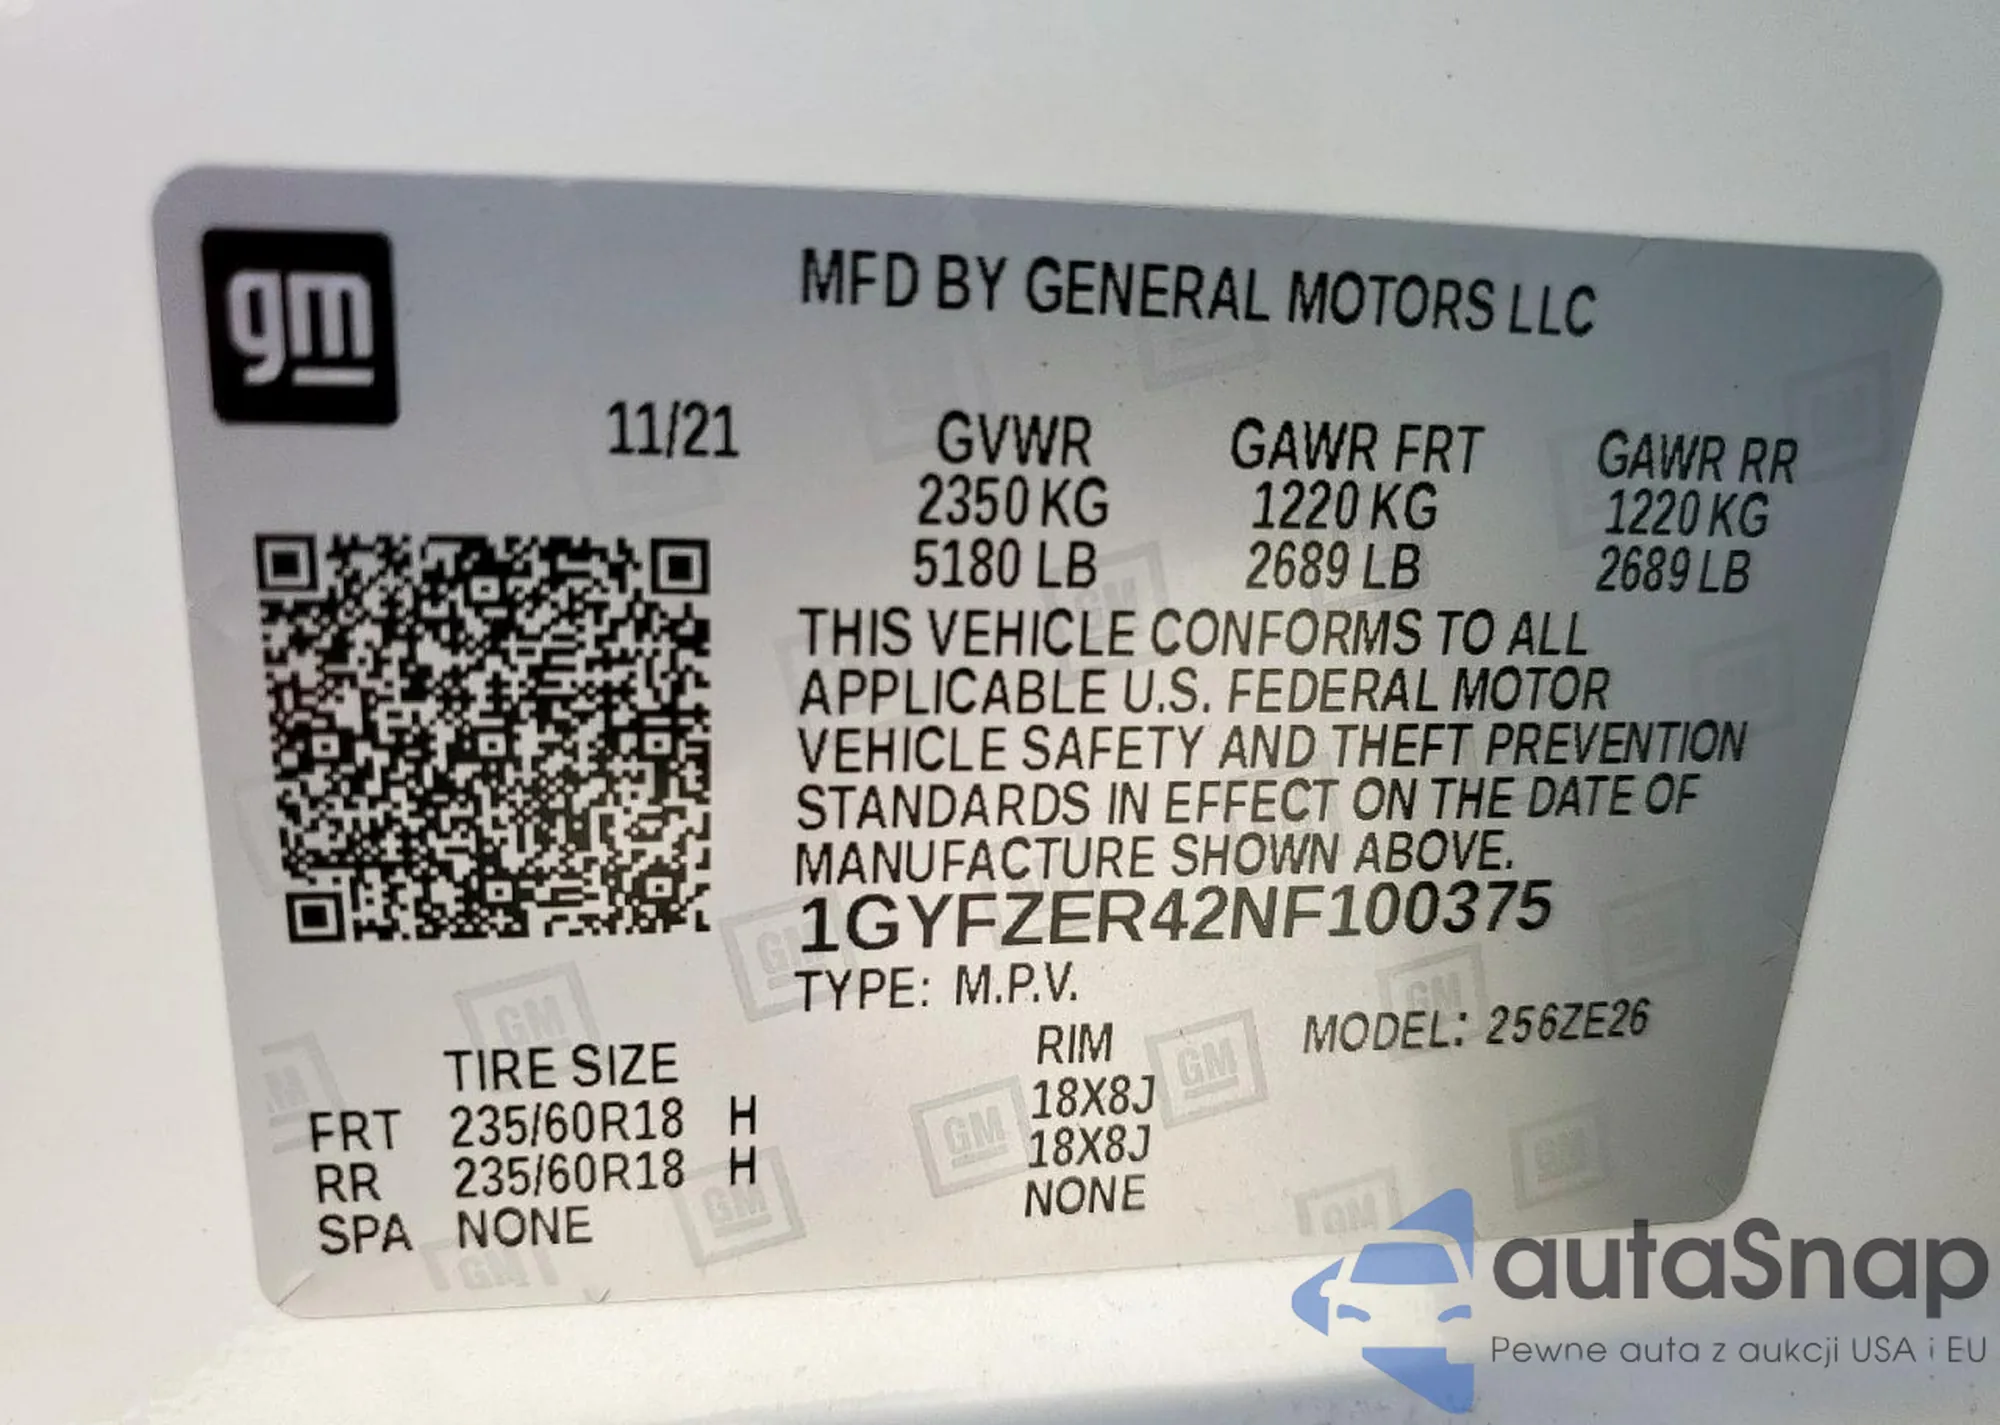 gm
MFD BY GENERAL MOTORS LLC
11/21
GVWR GAWR FRT GAWR RR
2350 KG 1220 KG 1220 KG
5180 LB 2689 LB 2689 LB
THIS VEHICLE CONFORMS TO ALL
APPLICABLE U.S. FEDERAL MOTOR
VEHICLE SAFETY AND THEFT PREVENTION
STANDARDS IN EFFECT ON THE DATE OF
MANUFACTURE SHOWN ABOVE.
1GYFZER42NF100375
TYPE: M.P.V.
MODEL: 256ZE26
TIRE SIZE RIM
FRT 235/60R18 H 18X8J
RR 235/60R18 H 18X8J
SPA NONE NONE
autaSnap
Pewne auta z aukcji USA i EU